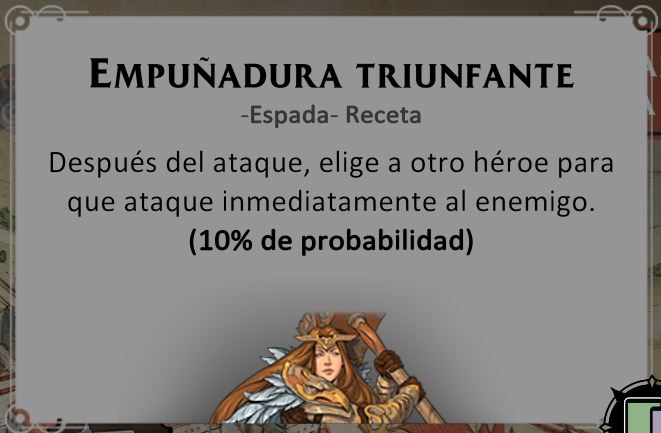 EMPUÑADURA TRIUNFANTE
-Espada- Receta
Después del ataque, elige a otro héroe para
que ataque inmediatamente al enemigo.
(10% de probabilidad)